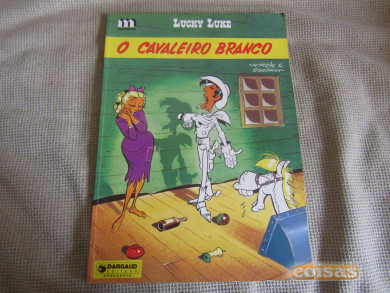 m
LUCKY LUKE
O CAVALEIRO BRANCO
DARGAUD
coisas